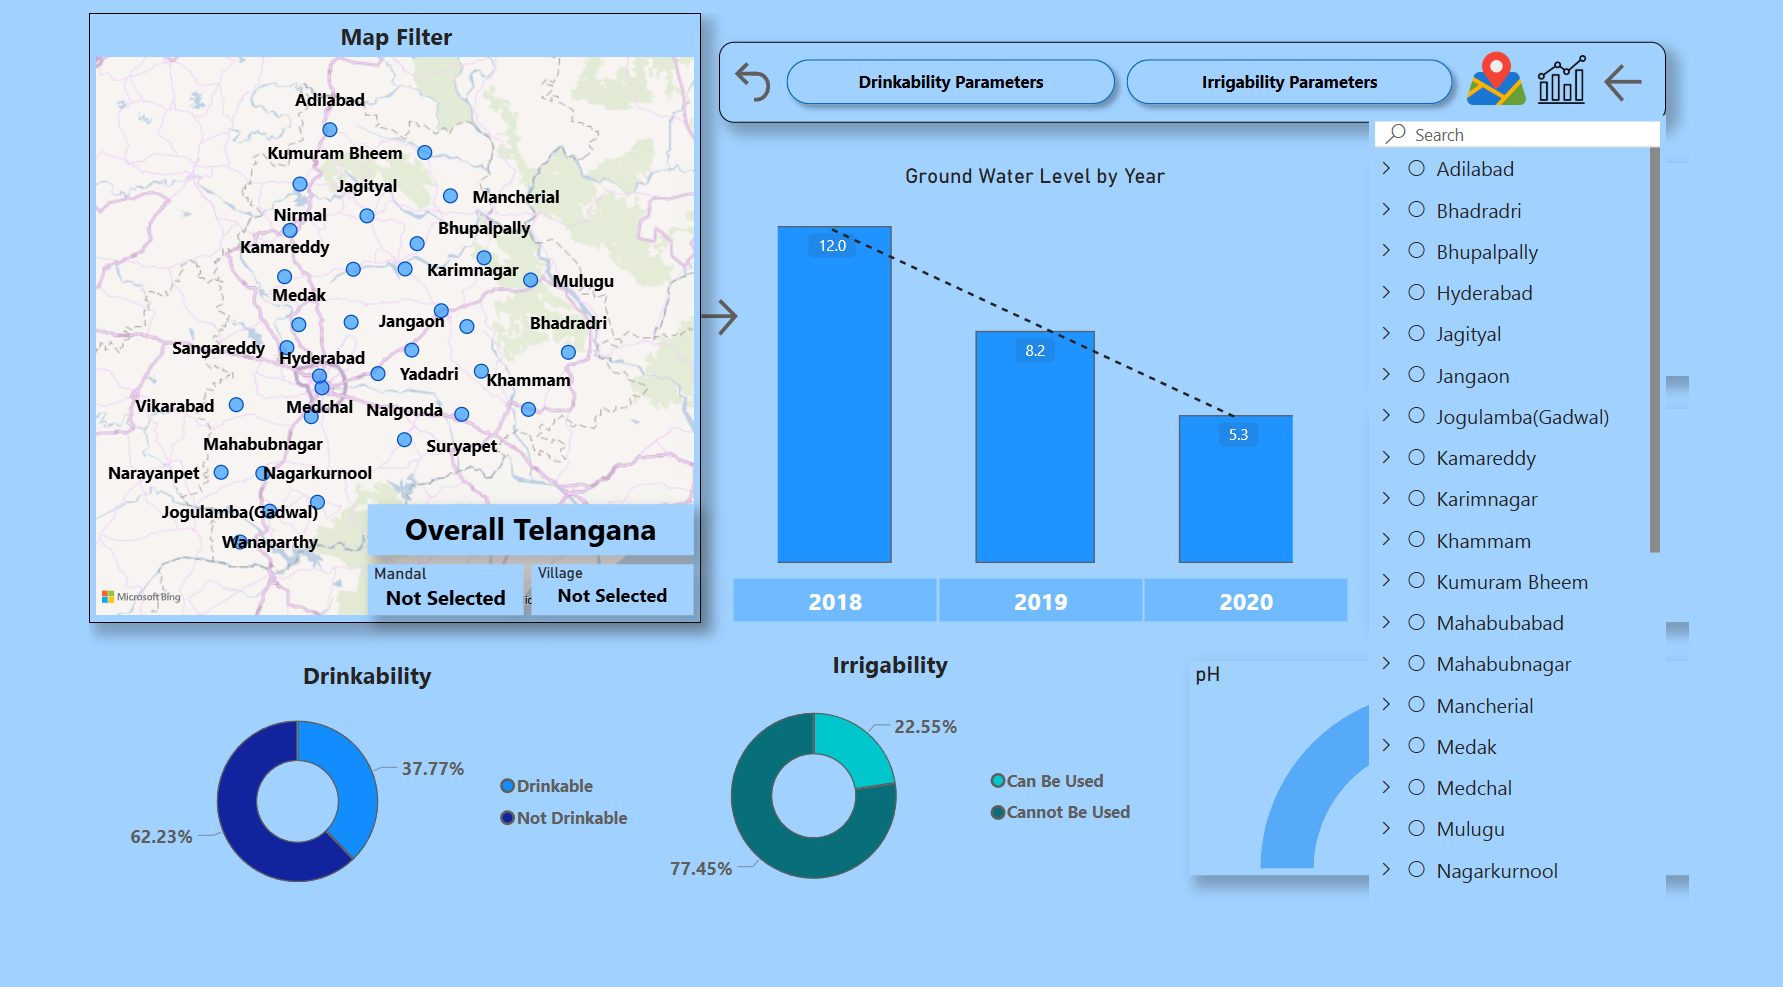 Map Filter
Adilabad
Kumuram Bheem
Jagityal
Mancherial
Nirmal
Bhupalpally
Kamareddy
Karimnagar
Mulugu
Medak
Jangaon
Bhadradri
Sangareddy
Hyderabad
Yadadri
Khammam
Vikarabad
Medchal
Nalgonda
Mahabubnagar
Suryapet
Narayanpet
Nagarkurnool
Jogulamba(Gadwal)
Wanaparthy
Overall Telangana
Mandal
Not Selected
Village
Not Selected
Microsoft Bing
Drinkability Parameters
Irrigability Parameters
Ground Water Level by Year
12.0
8.2
5.3
2018
2019
2020
Search
Adilabad
Bhadradri
Bhupalpally
Hyderabad
Jagityal
Jangaon
Jogulamba(Gadwal)
Kamareddy
Karimnagar
Khammam
Kumuram Bheem
Mahabubabad
Mahabubnagar
Mancherial
Medak
Medchal
Mulugu
Nagarkurnool
Drinkability
37.77%
62.23%
Drinkable
Not Drinkable
Irrigability
22.55%
77.45%
Can Be Used
Cannot Be Used
pH